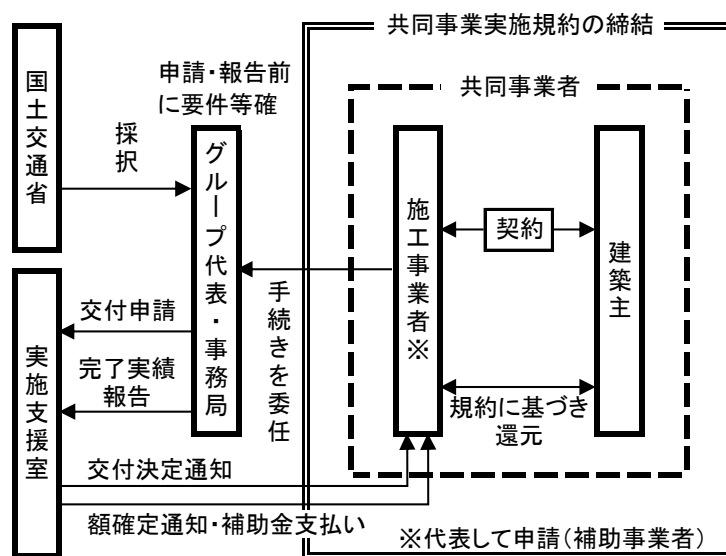 共同事業実施規約の締結
国土交通省
採択
申請・報告前
に要件等確
グループ代表・事務局
共同事業者
施工事業者※
契約
建築主
手続きを委任
実施支援室
交付申請
完了実績
報告
規約に基づき
還元
交付決定通知
額確定通知・補助金支払い
※代表して申請（補助事業者）